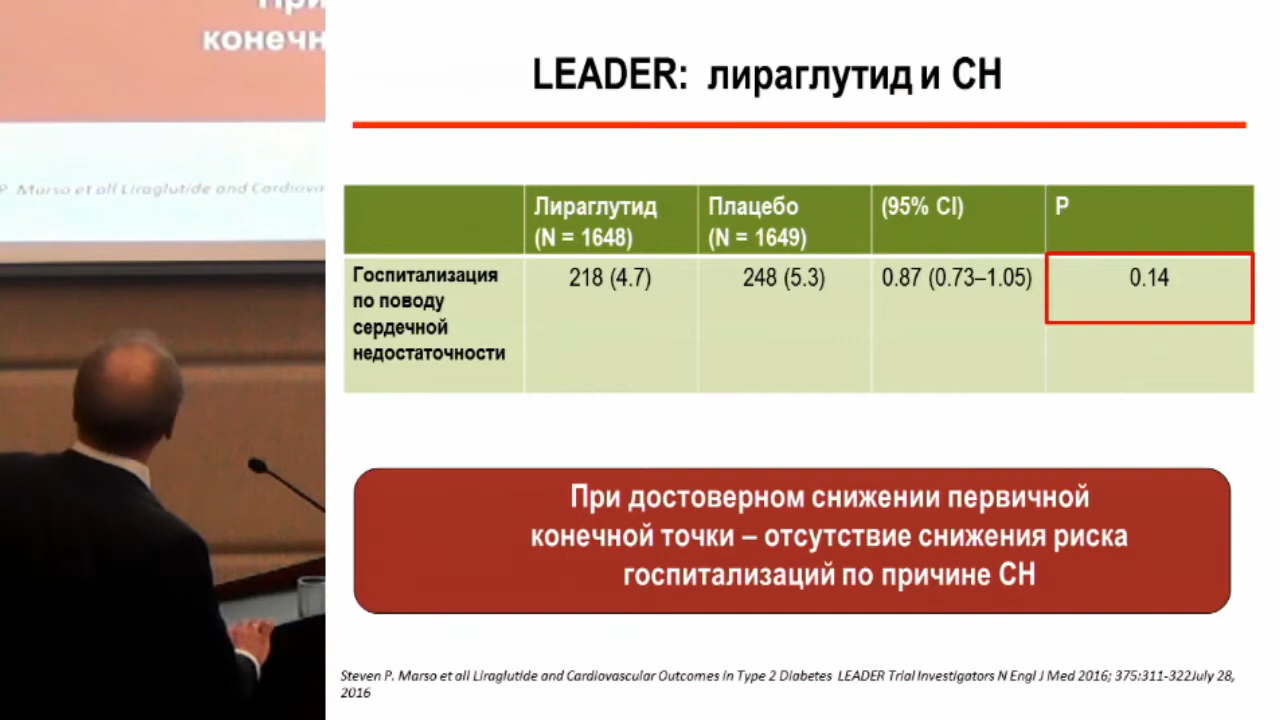 При
конечн
P. Marso et all Liraglutide and Cardiova
LEADER: лираглутид и СН
Лираглутид
(N = 1648)
Плацебо
(N = 1649)
(95% CI)
P
Госпитализация
по поводу
сердечной
недостаточности
218 (4.7)
248 (5.3)
0.87 (0.73–1.05)
0.14
При достоверном снижении первичной
конечной точки – отсутствие снижения риска
госпитализаций по причине СН
Steven P. Marso et all Liraglutide and Cardiovascular Outcomes in Type 2 Diabetes LEADER Trial Investigators N Engl J Med 2016; 375:311-322July 28,
2016